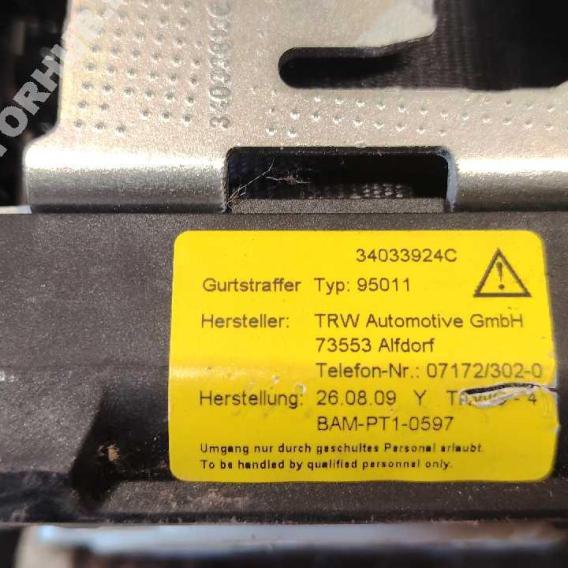 34033924C
Gurtstraffer Typ: 95011
Hersteller: TRW Automotive GmbH
73553 Alfdorf
Telefon-Nr.: 07172/302-0
Herstellung: 26.08.09 Y - 4
BAM-PT1-0597
Umgang nur durch geschultes Personal erlaubt.
To be handled by qualified personnel only.